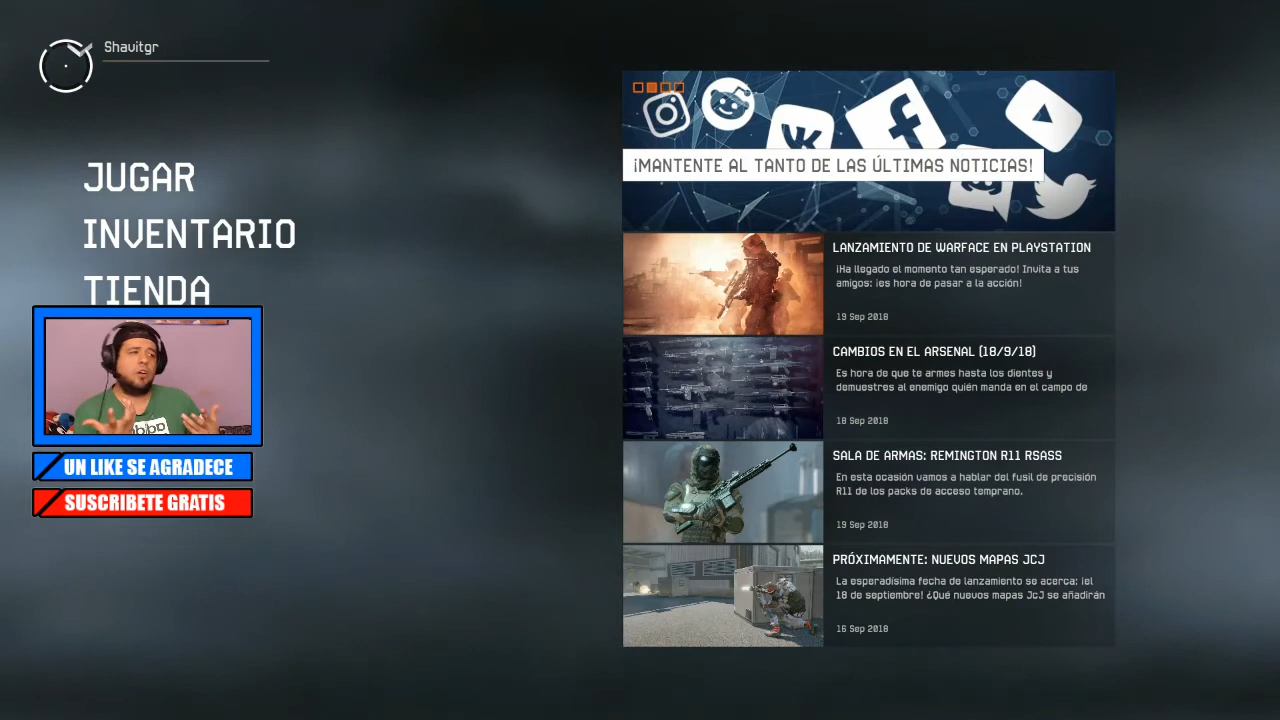 Shavitgr
JUGAR
INVENTARIO
TIENDA
UN LIKE SE AGRADECE
SUSCRIBETE GRATIS
¡MANTENTE AL TANTO DE LAS ÚLTIMAS NOTICIAS!
LANZAMIENTO DE WARFACE EN PLAYSTATION
¡Ha llegado el momento tan esperado! Invita a tus
amigos: ¡es hora de pasar a la acción!
19 Sep 2018
CAMBIOS EN EL ARSENAL (18/9/18)
Es hora de que te armes hasta los dientes y
demuestres al enemigo quién manda en el campo de
18 Sep 2018
SALA DE ARMAS: REMINGTON R11 RSASS
En esta ocasión vamos a hablar del fusil de precisión
R11 de los packs de acceso temprano.
19 Sep 2018
PRÓXIMAMENTE: NUEVOS MAPAS JCJ
La esperadísima fecha de lanzamiento se acerca: ¡el
18 de septiembre! ¿Qué nuevos mapas JcJ se añadirán
16 Sep 2018